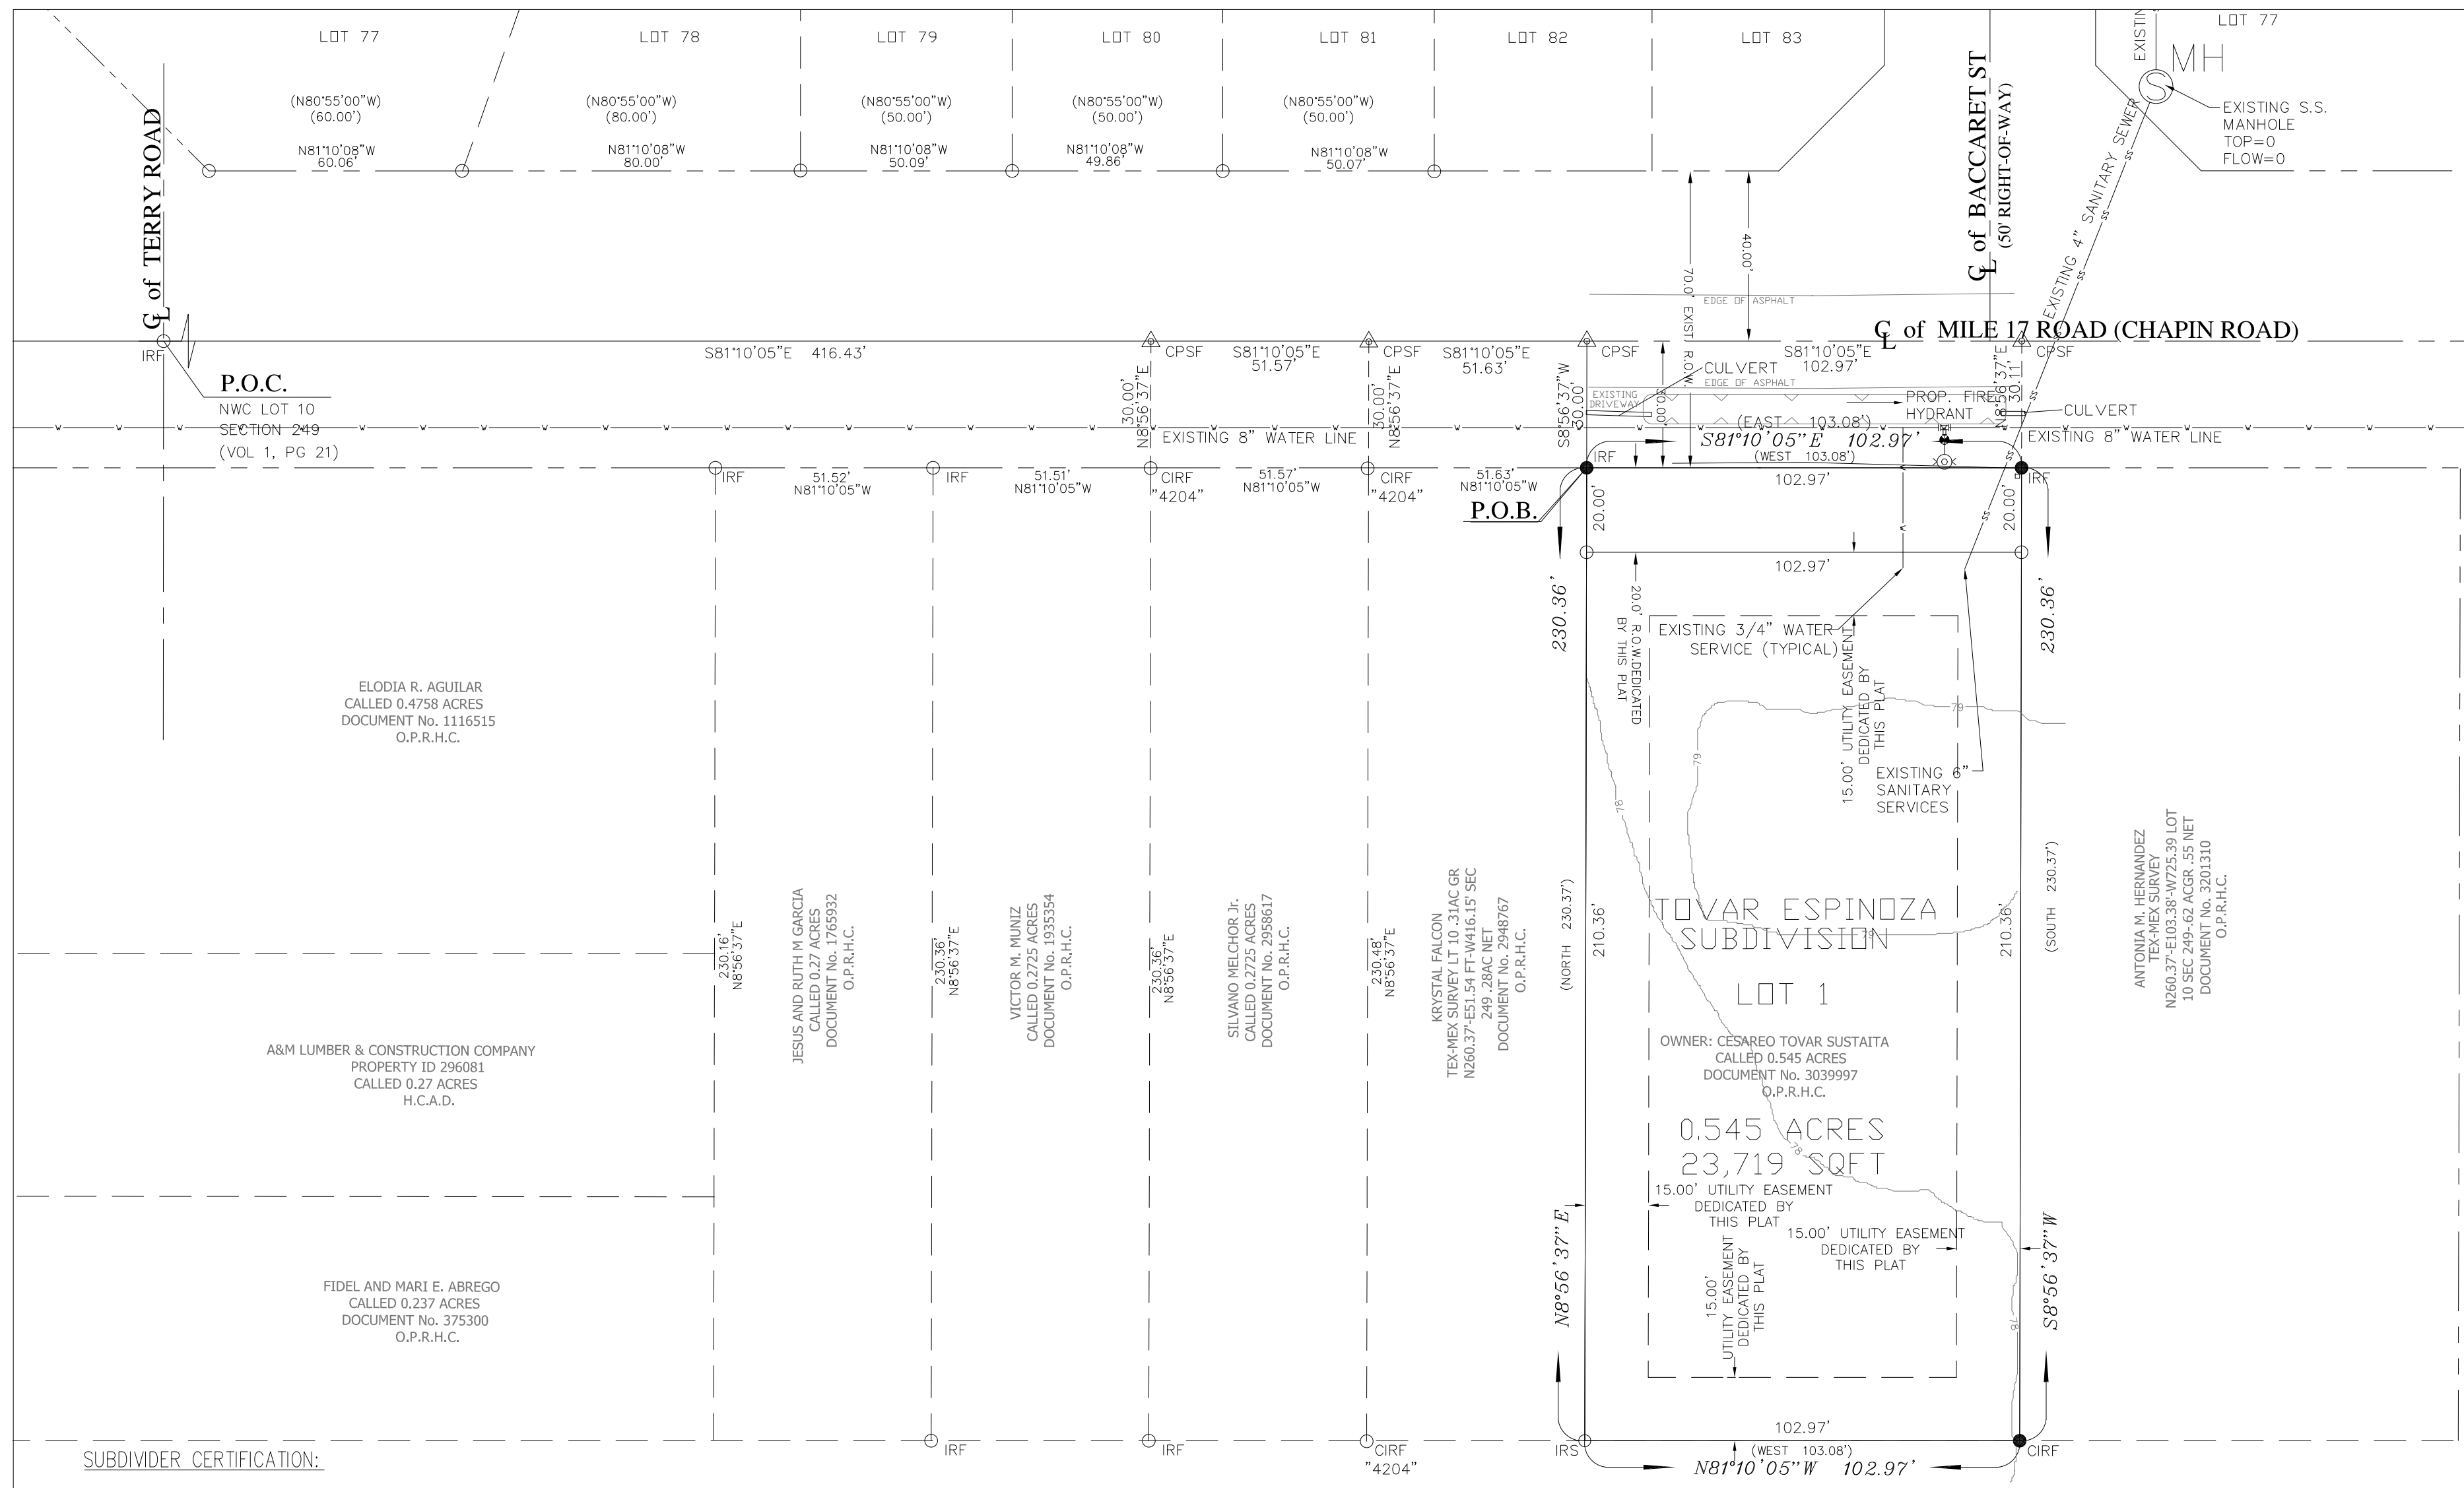 LOT 77
LOT 78
LOT 79
LOT 80
LOT 81
LOT 82
LOT 83
LOT 77
(N80°55'00"W)
(60.00')
N81°10'08"W
60.06'
(N80°55'00"W)
(80.00')
N81°10'08"W
80.00'
(N80°55'00"W)
(50.00')
N81°10'08"W
50.09'
(N80°55'00"W)
(50.00')
N81°10'08"W
49.86'
(N80°55'00"W)
(50.00')
N81°10'08"W
50.07'
℄ of TERRY ROAD
℄ of BACCARET ST
(50' RIGHT-OF-WAY)
MH
S
EXISTING S.S.
MANHOLE
TOP=0
FLOW=0
EXISTING 4" SANITARY SEWER
40.00'
70.0' EXIST R.O.W.
EDGE OF ASPHALT
℄ of MILE 17 ROAD (CHAPIN ROAD)
IRF
P.O.C.
NWC LOT 10
SECTION 249
(VOL 1, PG 21)
S81°10'05"E 416.43'
CPSF
S81°10'05"E
51.57'
CPSF
S81°10'05"E
51.63'
CPSF
S81°10'05"E
102.97'
CPSF
30.00'
N8°56'37"E
30.00'
N8°56'37"E
S8°56'37"W
30.00'
30.00'
N8°56'37"E
30.11'
CULVERT
EDGE OF ASPHALT
EXISTING
DRIVEWAY
PROP. FIRE
HYDRANT
CULVERT
EXISTING 8" WATER LINE
EXISTING 8" WATER LINE
(EAST 103.08')
S81°10'05"E 102.97'
(WEST 103.08')
102.97'
IRF
51.52'
N81°10'05"W
IRF
51.51'
N81°10'05"W
CIRF
"4204"
51.57'
N81°10'05"W
CIRF
"4204"
51.63'
N81°10'05"W
IRF
IRF
P.O.B.
20.00'
20.00'
102.97'
230.36'
230.36'
20.0' R.O.W.DEDICATED
BY THIS PLAT
EXISTING 3/4" WATER
SERVICE (TYPICAL)
15.00' UTILITY EASEMENT
DEDICATED BY
THIS PLAT
EXISTING 6"
SANITARY
SERVICES
79
79
79
78
78
78
ELODIA R. AGUILAR
CALLED 0.4758 ACRES
DOCUMENT No. 1116515
O.P.R.H.C.
A&M LUMBER & CONSTRUCTION COMPANY
PROPERTY ID 296081
CALLED 0.27 ACRES
H.C.A.D.
FIDEL AND MARI E. ABREGO
CALLED 0.237 ACRES
DOCUMENT No. 375300
O.P.R.H.C.
230.16'
N8°56'37"E
JESUS AND RUTH M GARCIA
CALLED 0.27 ACRES
DOCUMENT No. 1765932
O.P.R.H.C.
230.36'
N8°56'37"E
VICTOR M. MUNIZ
CALLED 0.2725 ACRES
DOCUMENT No. 1935354
O.P.R.H.C.
230.36'
N8°56'37"E
SILVANO MELCHOR Jr.
CALLED 0.2725 ACRES
DOCUMENT No. 2958617
O.P.R.H.C.
230.48'
N8°56'37"E
KRYSTAL FALCON
TEX-MEX SURVEY LT 10 .31AC GR
N260.37'-E51.54 FT-W416.15' SEC
249 .28AC NET
DOCUMENT No. 2948767
O.P.R.H.C.
(NORTH 230.37')
210.36'
TOVAR ESPINOZA
SUBDIVISION
LOT 1
OWNER: CESAREO TOVAR SUSTAITA
CALLED 0.545 ACRES
DOCUMENT No. 3039997
O.P.R.H.C.
0.545 ACRES
23,719 SQFT
210.36'
(SOUTH 230.37')
ANTONIA M. HERNANDEZ
TEX-MEX SURVEY
N260.37'-E103.38'-W725.39 LOT
10 SEC 249-.62 ACGR .55 NET
DOCUMENT No. 3201310
O.P.R.H.C.
15.00' UTILITY EASEMENT
DEDICATED BY
THIS PLAT
15.00' UTILITY EASEMENT
DEDICATED BY
THIS PLAT
15.00'
UTILITY EASEMENT
DEDICATED BY
THIS PLAT
N8°56'37"E
S8°56'37"W
102.97'
(WEST 103.08')
N81°10'05"W 102.97'
IRF
IRF
CIRF
"4204"
IRS
CIRF
SUBDIVIDER CERTIFICATION: